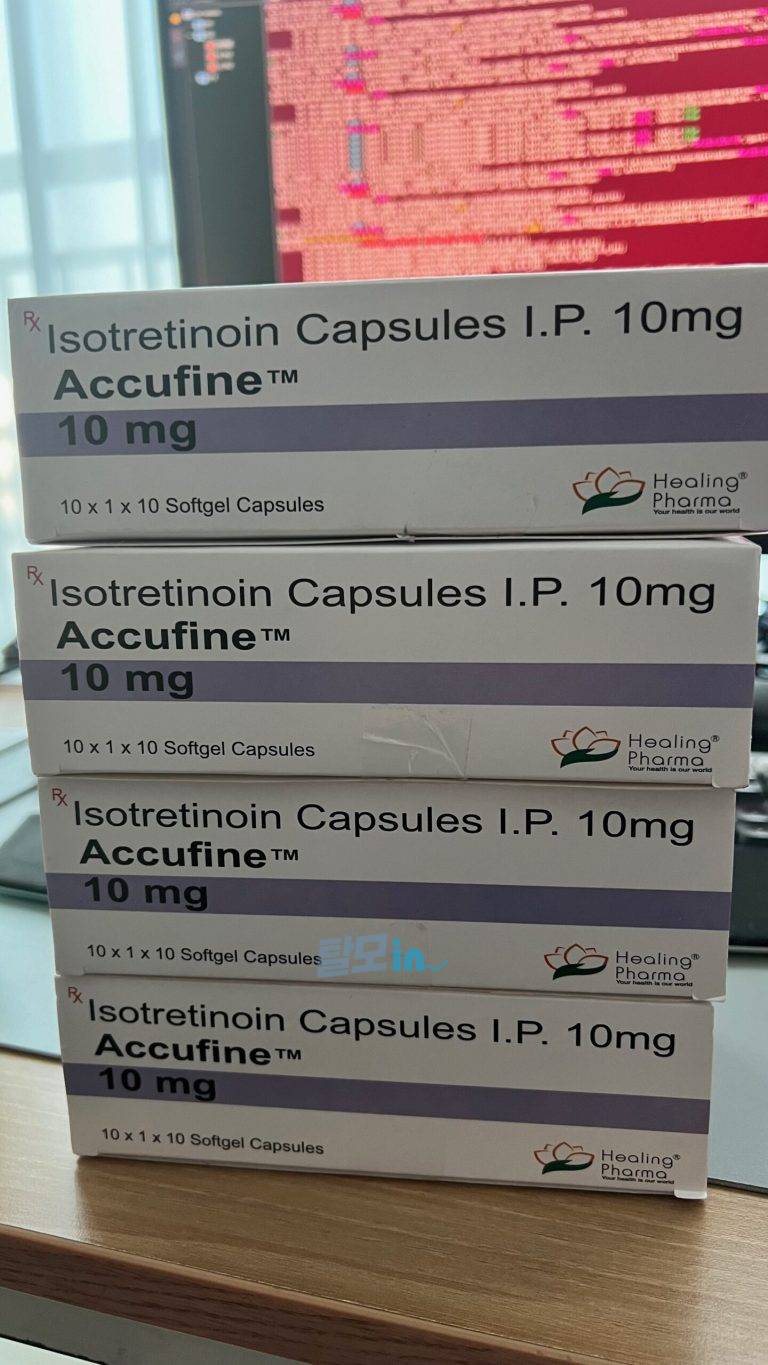 Rx Isotretinoin Capsules I.P. 10mg
Accufine™
10 mg
10 x 1 x 10 Softgel Capsules
Healing®
Pharma
Your health is our world
Rx Isotretinoin Capsules I.P. 10mg
Accufine™
10 mg
10 x 1 x 10 Softgel Capsules
Healing®
Pharma
Your health is our world
Rx Isotretinoin Capsules I.P. 10mg
Accufine™
10 mg
10 x 1 x 10 Softgel Capsules
탈모in
Healing®
Pharma
Your health is our world
Rx Isotretinoin Capsules I.P. 10mg
Accufine™
10 mg
10 x 1 x 10 Softgel Capsules
Healing®
Pharma
Your health is our world